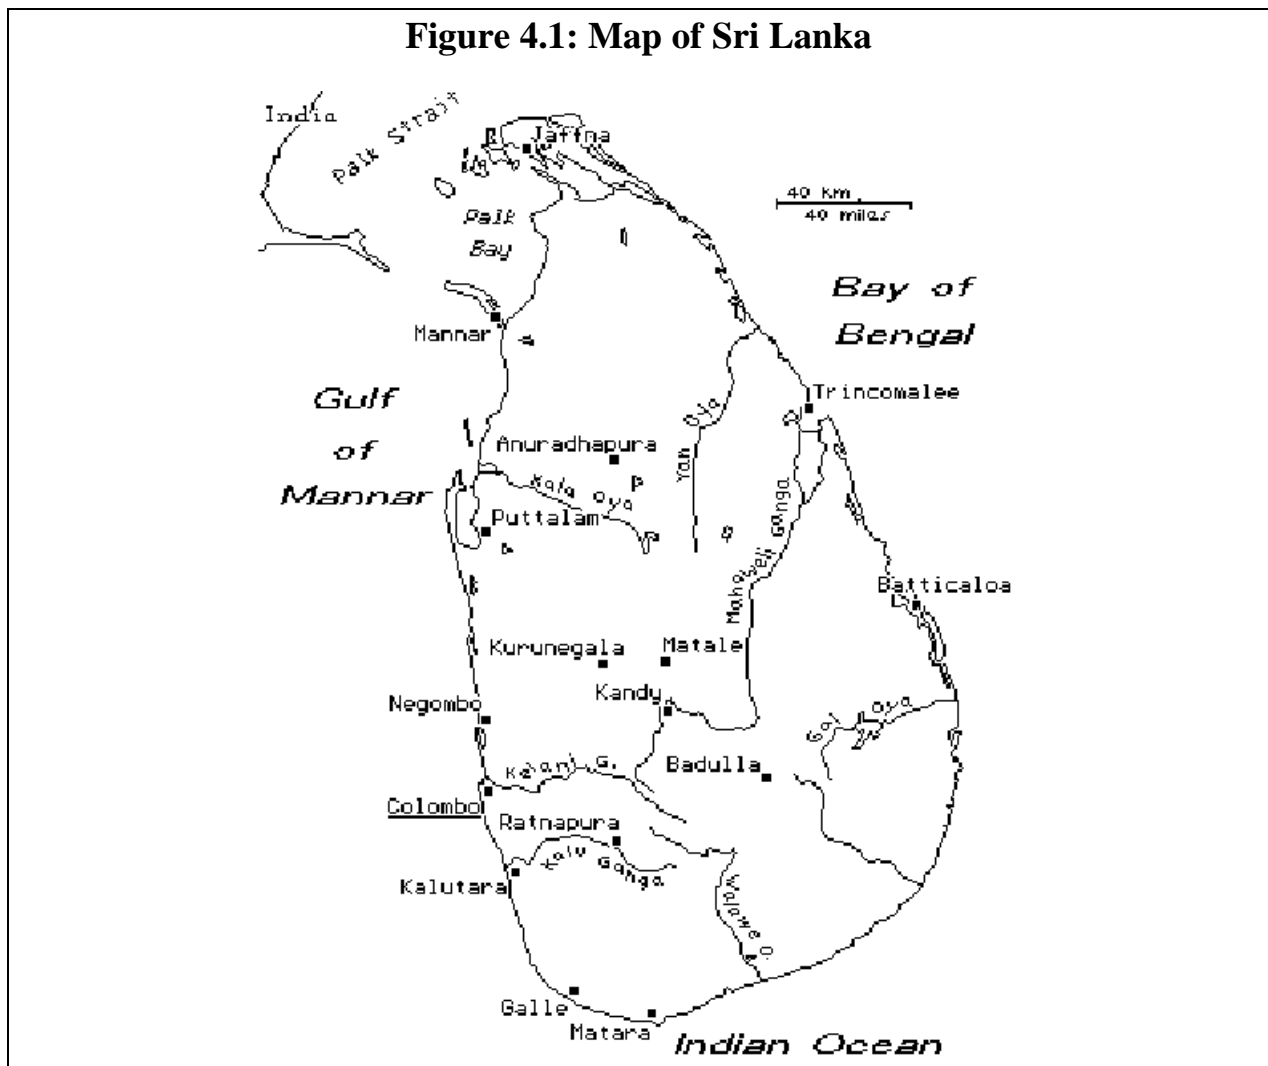 Figure 4.1: Map of Sri Lanka
India
Palk Strait
Jaffna
40 km
40 miles
Palk
Bay
Bay of
Bengal
Mannar
Trincomalee
Gulf
of
Mannar
Oya
Yan
Anuradhapura
Kala oya
Puttalam
Mahaweli Ganga
Batticaloa
Kurunegala
Matale
Kandy
Negombo
Gal oya
Kelani G.
Badulla
Colombo
Ratnapura
Kalu Ganga
Kalutara
Walawe G.
Galle
Matara
Indian Ocean